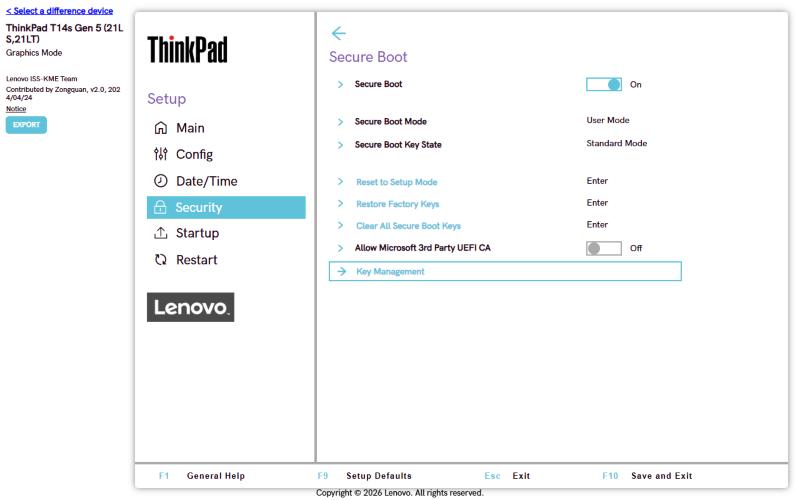 < Select a difference device
ThinkPad T14s Gen 5 (21L
S,21LT)
Graphics Mode
Lenovo ISS-KME Team
Contributed by Zongquan, v2.0, 202
4/04/24
Notice
EXPORT
ThinkPad
Setup
Main
Config
Date/Time
Security
Startup
Restart
Lenovo.
Secure Boot
> Secure Boot On
> Secure Boot Mode User Mode
> Secure Boot Key State Standard Mode
> Reset to Setup Mode Enter
> Restore Factory Keys Enter
> Clear All Secure Boot Keys Enter
> Allow Microsoft 3rd Party UEFI CA Off
→ Key Management
F1 General Help F9 Setup Defaults Esc Exit F10 Save and Exit
Copyright © 2026 Lenovo. All rights reserved.